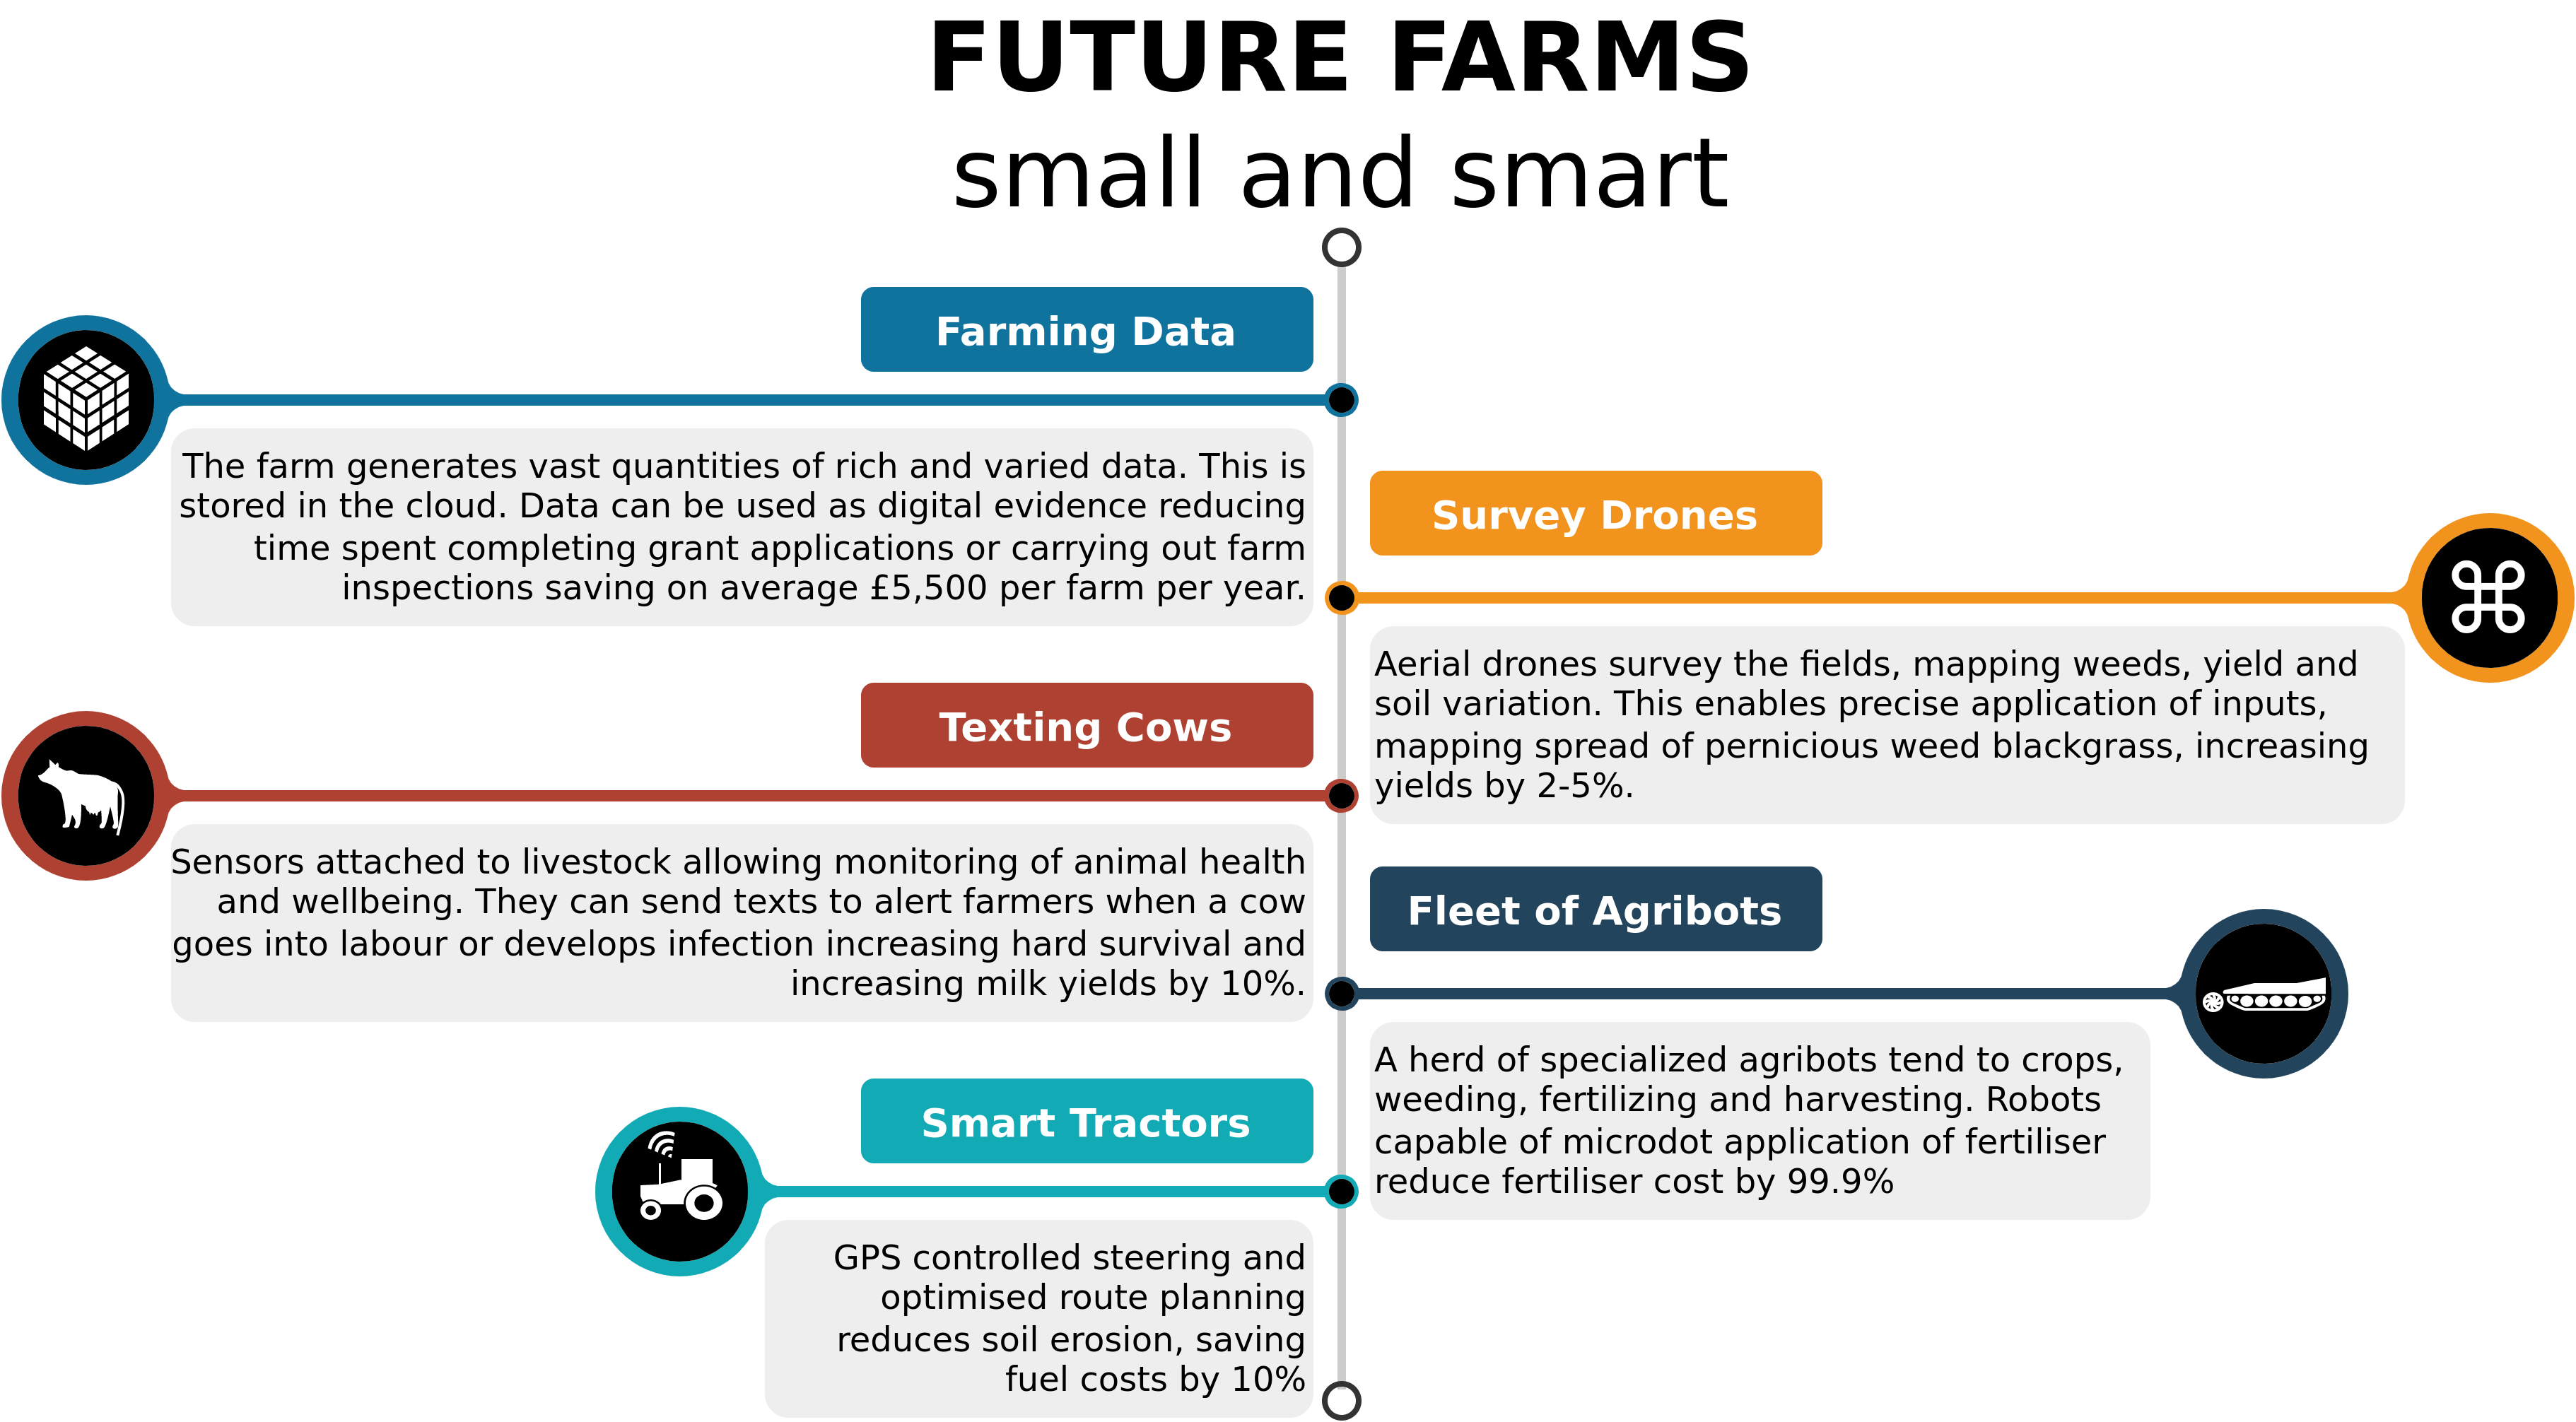 FUTURE FARMS
small and smart
Farming Data
The farm generates vast quantities of rich and varied data. This is
stored in the cloud. Data can be used as digital evidence reducing
time spent completing grant applications or carrying out farm
inspections saving on average £5,500 per farm per year.
Survey Drones
Aerial drones survey the fields, mapping weeds, yield and
soil variation. This enables precise application of inputs,
mapping spread of pernicious weed blackgrass, increasing
yields by 2-5%.
Texting Cows
Sensors attached to livestock allowing monitoring of animal health
and wellbeing. They can send texts to alert farmers when a cow
goes into labour or develops infection increasing hard survival and
increasing milk yields by 10%.
Fleet of Agribots
A herd of specialized agribots tend to crops,
weeding, fertilizing and harvesting. Robots
capable of microdot application of fertiliser
reduce fertiliser cost by 99.9%
Smart Tractors
GPS controlled steering and
optimised route planning
reduces soil erosion, saving
fuel costs by 10%